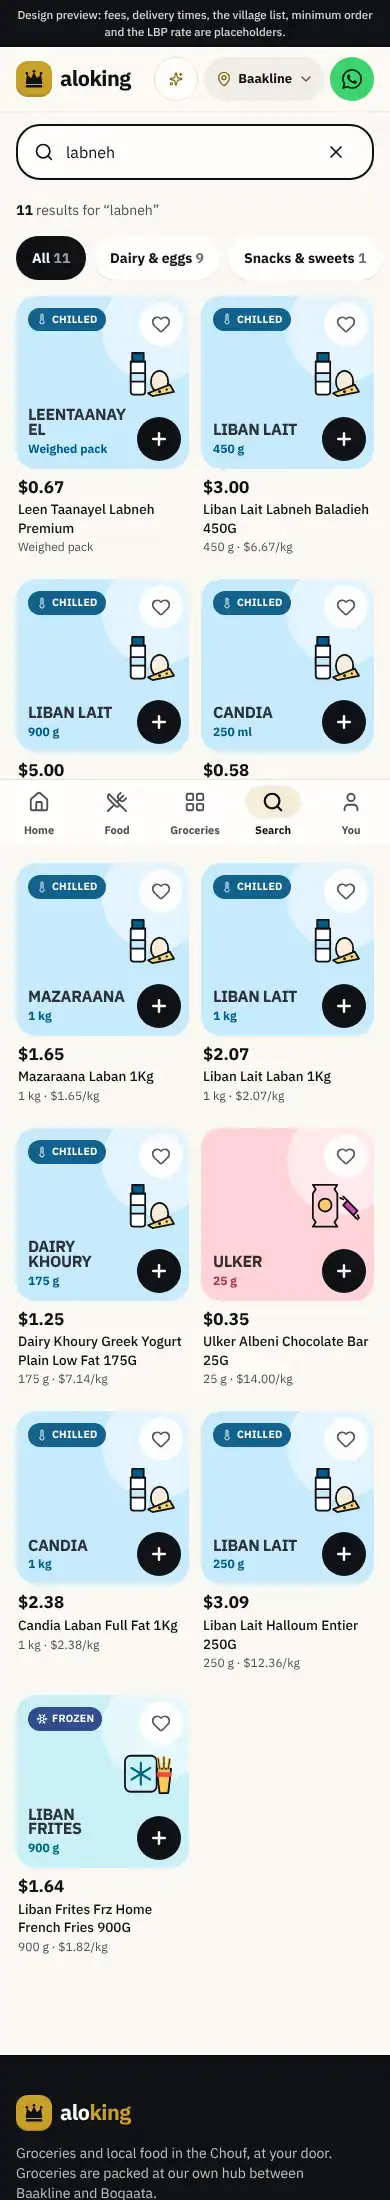 Design preview: fees, delivery times, the village list, minimum order
and the LBP rate are placeholders.
aloking
Baakline
labneh
11 results for “labneh”
All 11
Dairy & eggs 9
Snacks & sweets 1
CHILLED
LEENTAANAY
EL
Weighed pack
$0.67
Leen Taanayel Labneh
Premium
Weighed pack
CHILLED
LIBAN LAIT
450 g
$3.00
Liban Lait Labneh Baladieh
450G
450 g · $6.67/kg
CHILLED
LIBAN LAIT
900 g
$5.00
CHILLED
CANDIA
250 ml
$0.58
Home
Food
Groceries
Search
You
CHILLED
MAZARAANA
1 kg
$1.65
Mazaraana Laban 1Kg
1 kg · $1.65/kg
CHILLED
LIBAN LAIT
1 kg
$2.07
Liban Lait Laban 1Kg
1 kg · $2.07/kg
CHILLED
DAIRY
KHOURY
175 g
$1.25
Dairy Khoury Greek Yogurt
Plain Low Fat 175G
175 g · $7.14/kg
ULKER
25 g
$0.35
Ulker Albeni Chocolate Bar
25G
25 g · $14.00/kg
CHILLED
CANDIA
1 kg
$2.38
Candia Laban Full Fat 1Kg
1 kg · $2.38/kg
CHILLED
LIBAN LAIT
250 g
$3.09
Liban Lait Halloum Entier
250G
250 g · $12.36/kg
FROZEN
LIBAN
FRITES
900 g
$1.64
Liban Frites Frz Home
French Fries 900G
900 g · $1.82/kg
aloking
Groceries and local food in the Chouf, at your door.
Groceries are packed at our own hub between
Baakline and Boqaata.